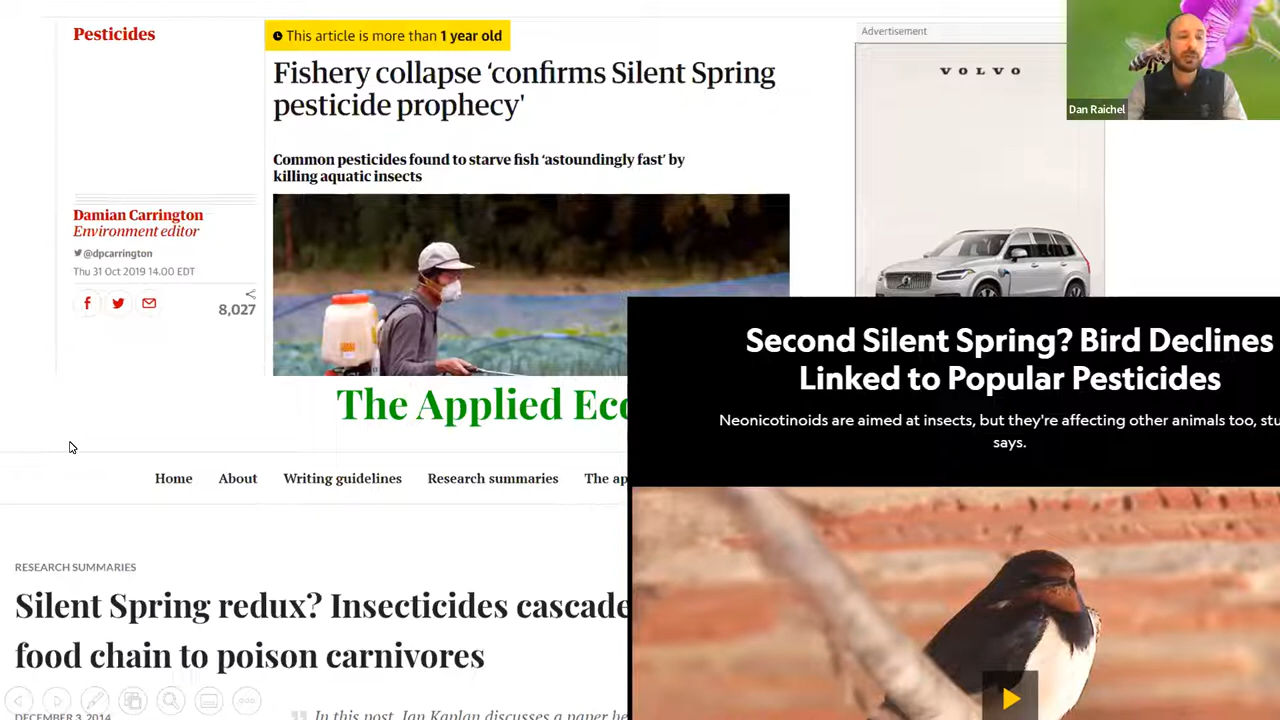 Pesticides
This article is more than 1 year old
Fishery collapse ‘confirms Silent Spring
pesticide prophecy'
Common pesticides found to starve fish ‘astoundingly fast’ by
killing aquatic insects
Damian Carrington
Environment editor
@dpcarrington
Thu 31 Oct 2019 14.00 EDT
8,027
Advertisement
VOLVO
Dan Raichel
Second Silent Spring? Bird Declines
Linked to Popular Pesticides
Neonicotinoids are aimed at insects, but they're affecting other animals too, stu
says.
The Applied Eco
Home About Writing guidelines Research summaries The ap
RESEARCH SUMMARIES
Silent Spring redux? Insecticides cascade
food chain to poison carnivores
DECEMBER 3, 2014
In this post, Ian Kaplan discusses a paper he